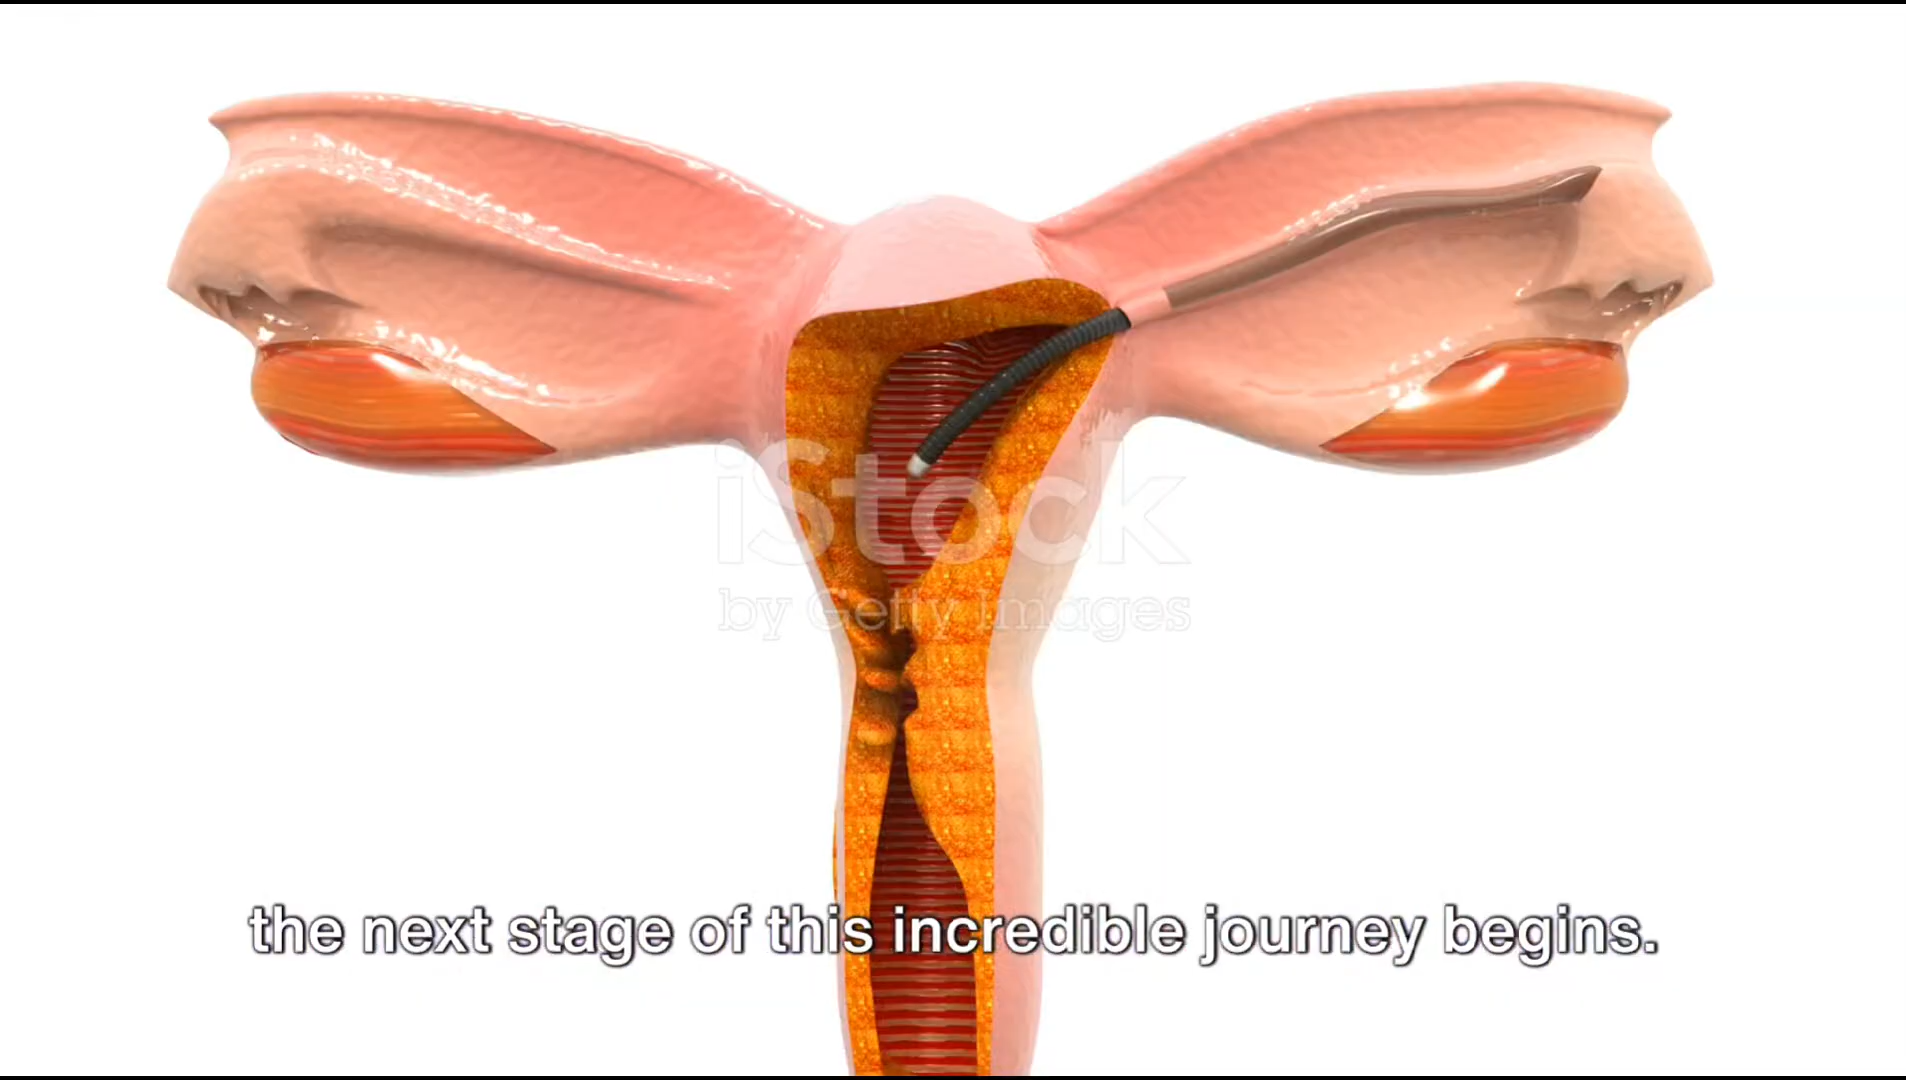 iStock
by Getty Images
the next stage of this incredible journey begins.